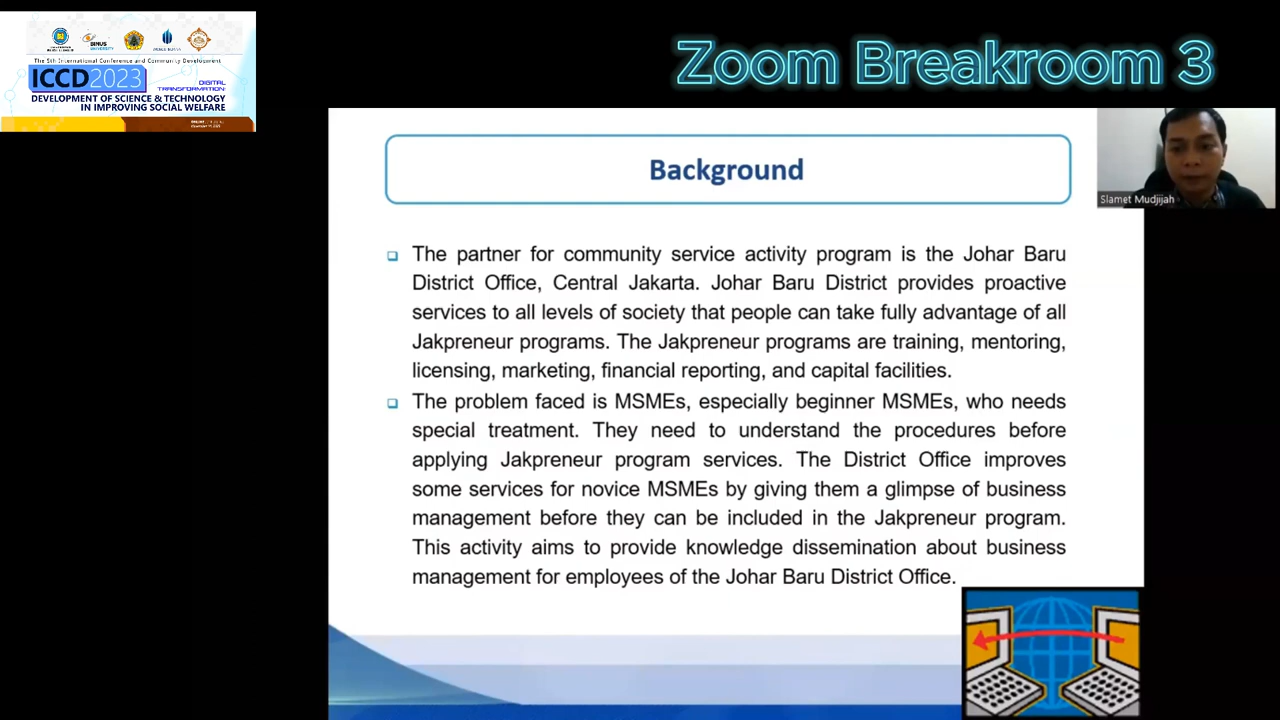 The 5th International Conference and Community Development
ICCD2023
DIGITAL
TRANSFORMATION:
DEVELOPMENT OF SCIENCE & TECHNOLOGY
IN IMPROVING SOCIAL WELFARE
BINUS
UNIVERSITY
Zoom Breakroom 3
Slamet Mudjijah
Background
The partner for community service activity program is the Johar Baru
District Office, Central Jakarta. Johar Baru District provides proactive
services to all levels of society that people can take fully advantage of all
Jakpreneur programs. The Jakpreneur programs are training, mentoring,
licensing, marketing, financial reporting, and capital facilities.
The problem faced is MSMEs, especially beginner MSMEs, who needs
special treatment. They need to understand the procedures before
applying Jakpreneur program services. The District Office improves
some services for novice MSMEs by giving them a glimpse of business
management before they can be included in the Jakpreneur program.
This activity aims to provide knowledge dissemination about business
management for employees of the Johar Baru District Office.